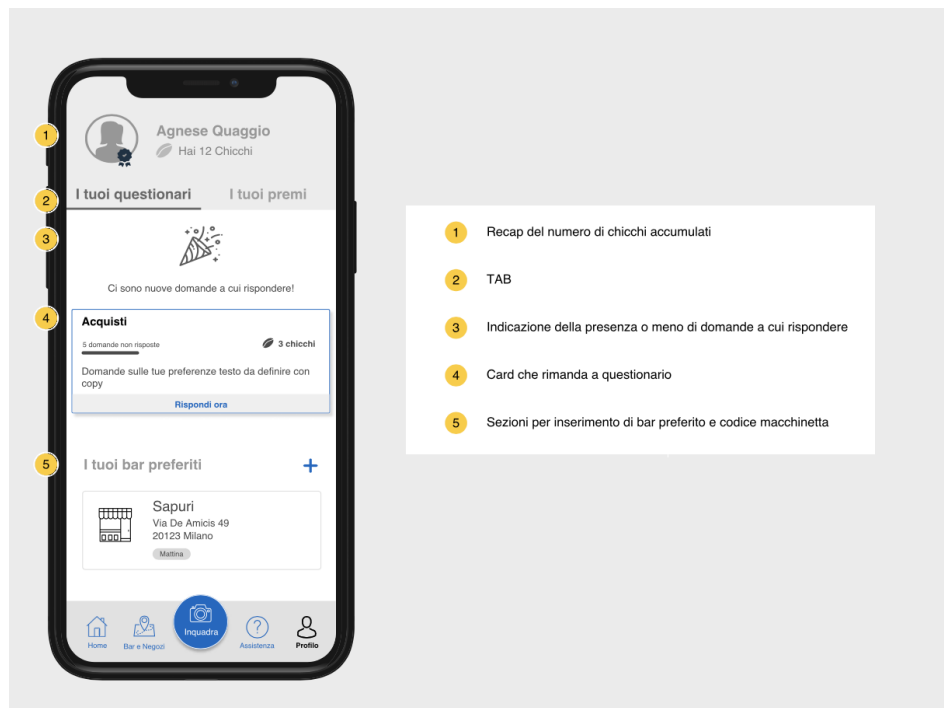 1
Agnese Quaggio
Hai 12 Chicchi
2
I tuoi questionari
I tuoi premi
3
Ci sono nuove domande a cui rispondere!
4
Acquisti
5 domande non risposte
3 chicchi
Domande sulle tue preferenze testo da definire con
copy
Rispondi ora
5
I tuoi bar preferiti
+
Sapuri
Via De Amicis 49
20123 Milano
Mattina
Home
Bar e Negozi
Inquadra
?
Assistenza
Profilo
1 Recap del numero di chicchi accumulati
2 TAB
3 Indicazione della presenza o meno di domande a cui rispondere
4 Card che rimanda a questionario
5 Sezioni per inserimento di bar preferito e codice macchinetta